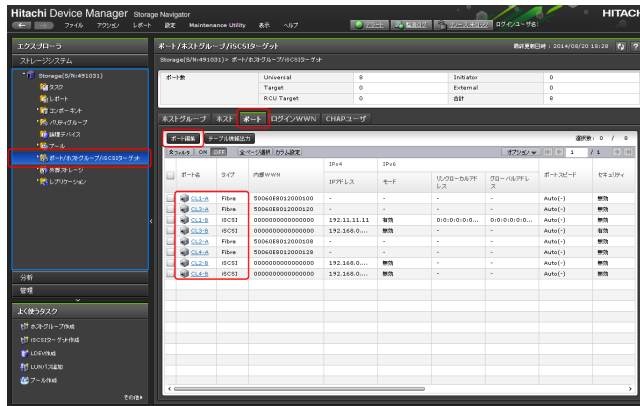 Hitachi Device Manager Storage Navigator
HITACHI
ファイル アクション レポート 設定 Maintenance Utility 表示 ヘルプ
ログインユーザ名:
エクスプローラ
ストレージシステム
Storage(S/N:491031)
タスク
レポート
コンポーネント
パリティグループ
論理デバイス
プール
ポート/ホストグループ/iSCSIターゲット
外部ストレージ
レプリケーション
分析
管理
よく使うタスク
ホストグループ作成
iSCSIターゲット作成
LDEV作成
LUNパス追加
プール作成
その他
ポート/ホストグループ/iSCSIターゲット
最終更新日時 : 2014/08/20 18:28
Storage(S/N:491031)> ポート/ホストグループ/iSCSIターゲット
ポート数 Universal 8 Initiator 0
Target 0 External 0
RCU Target 0 合計 8
ホストグループ ホスト ポート ログインWWN CHAPユーザ
ポート編集 テーブル情報出力
選択数: 0 / 8
フィルタ ON OFF 全ページ選択 カラム設定 オプション 1 / 1
ポート名 タイプ 内部WWN IPv4 IPv6 ポートスピード セキュリティ
IPアドレス モード リンクローカルアドレス グローバルアドレス
CL1-A Fibre 50060E8012000100 - - - - Auto(-) 無効
CL3-A Fibre 50060E8012000120 - - - - Auto(-) 無効
CL1-B iSCSI 0000000000000000 192.11.11.11 有効 0:0:0:0:0:0... 0:0:0:0:0:0... Auto(-) 無効
CL3-B iSCSI 0000000000000000 192.168.0.... 無効 - - Auto(-) 有効
CL2-A Fibre 50060E8012000108 - - - - Auto(-) 無効
CL4-A Fibre 50060E8012000128 - - - - Auto(-) 無効
CL2-B iSCSI 0000000000000000 192.168.0.... 無効 - - Auto(-) 無効
CL4-B iSCSI 0000000000000000 192.168.0.... 無効 - - Auto(-) 無効